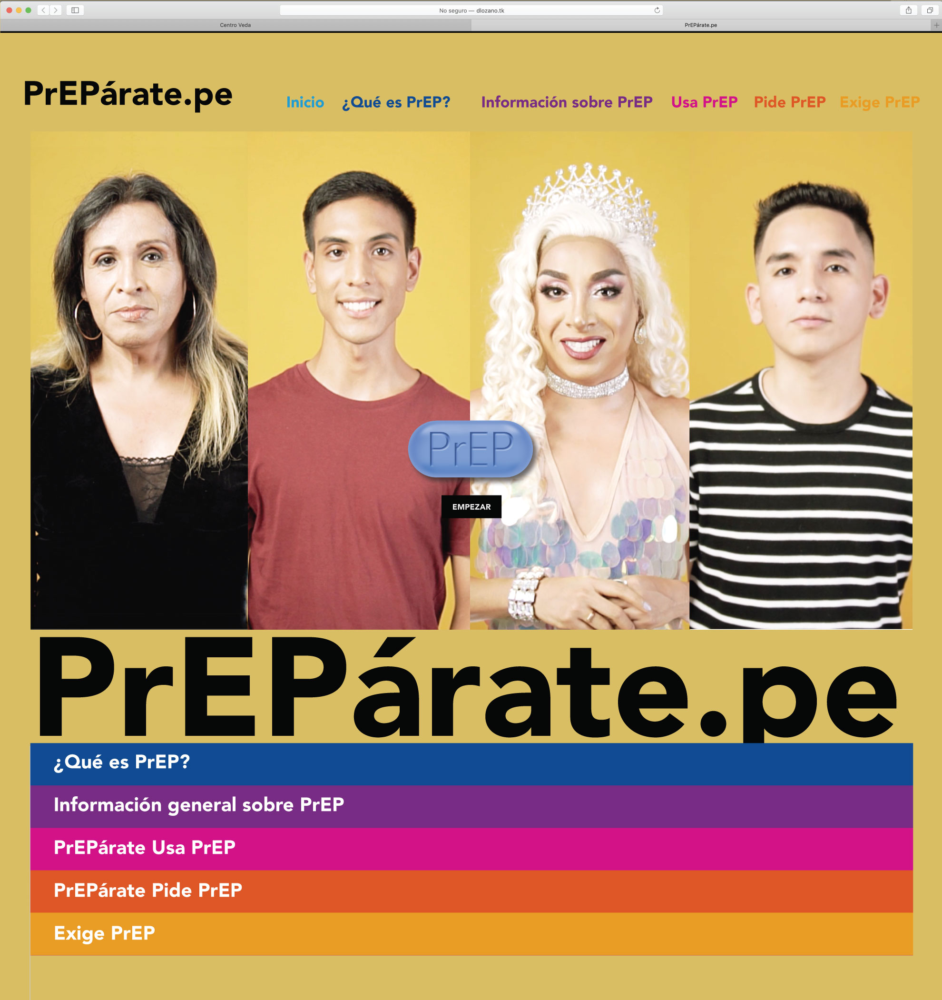 No seguro — dlozano.tk
Centro Veda
PrEPárate.pe
PrEPárate.pe
Inicio
¿Qué es PrEP?
Información sobre PrEP
Usa PrEP
Pide PrEP
Exige PrEP
PrEP
EMPEZAR
PrEPárate.pe
¿Qué es PrEP?
Información general sobre PrEP
PrEPárate Usa PrEP
PrEPárate Pide PrEP
Exige PrEP